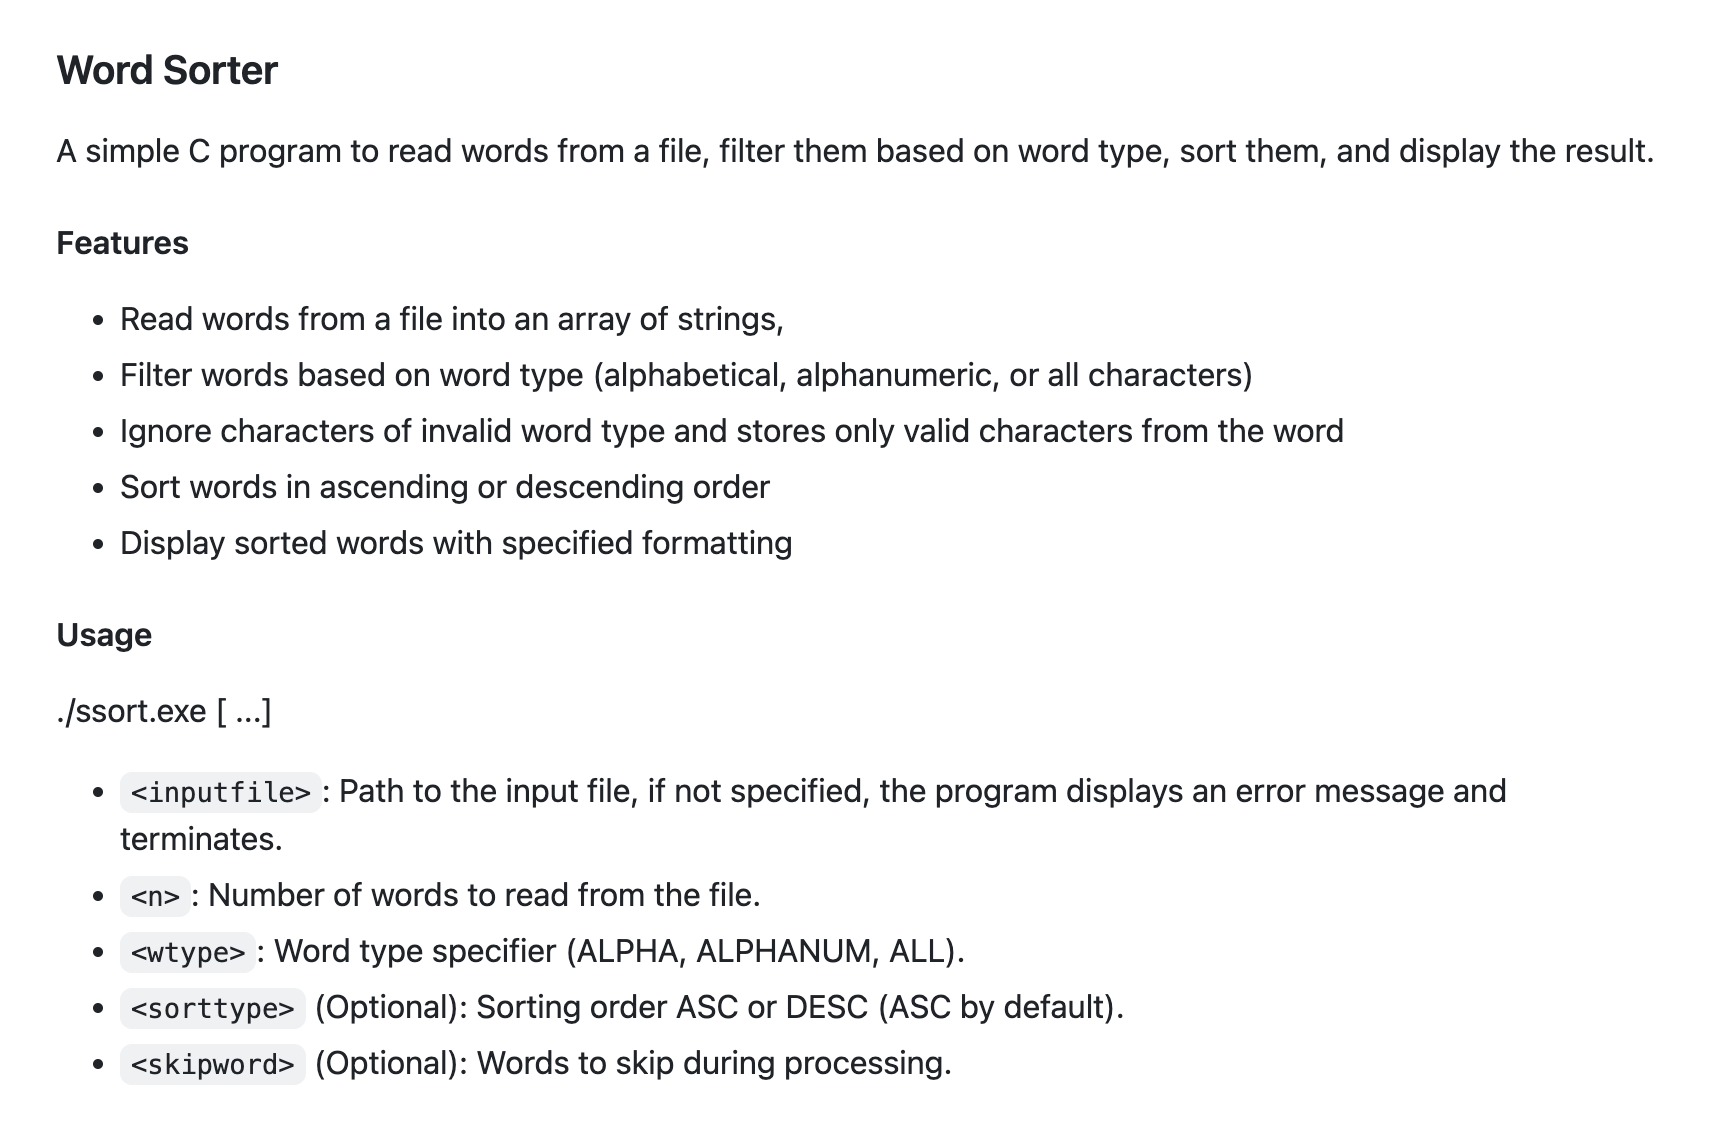 Word Sorter
A simple C program to read words from a file, filter them based on word type, sort them, and display the result.
Features
• Read words from a file into an array of strings,
• Filter words based on word type (alphabetical, alphanumeric, or all characters)
• Ignore characters of invalid word type and stores only valid characters from the word
• Sort words in ascending or descending order
• Display sorted words with specified formatting
Usage
./ssort.exe [ ...]
• <inputfile> : Path to the input file, if not specified, the program displays an error message and
terminates.
• <n> : Number of words to read from the file.
• <wtype> : Word type specifier (ALPHA, ALPHANUM, ALL).
• <sorttype> (Optional): Sorting order ASC or DESC (ASC by default).
• <skipword> (Optional): Words to skip during processing.